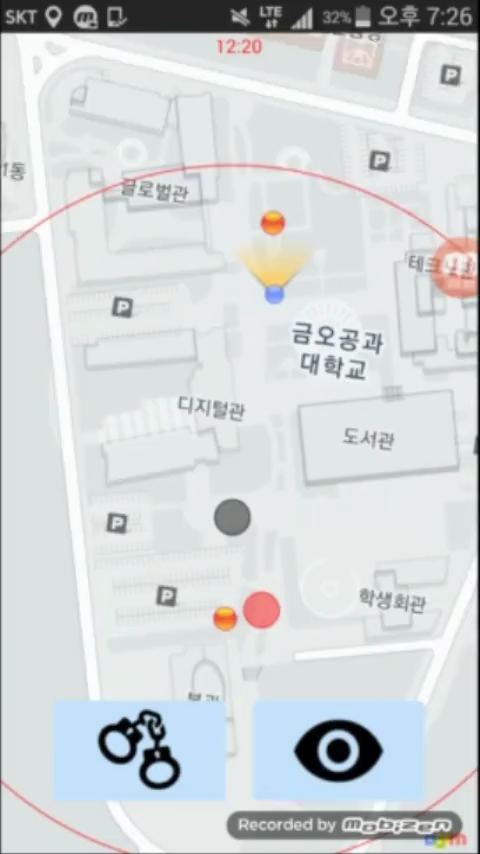 SKT
LTE
32%
오후 7:26
12:20
P
P
1동
글로벌관
테크
P
금오공과
대학교
디지털관
도서관
P
P
학생회관
Recorded by mobizen